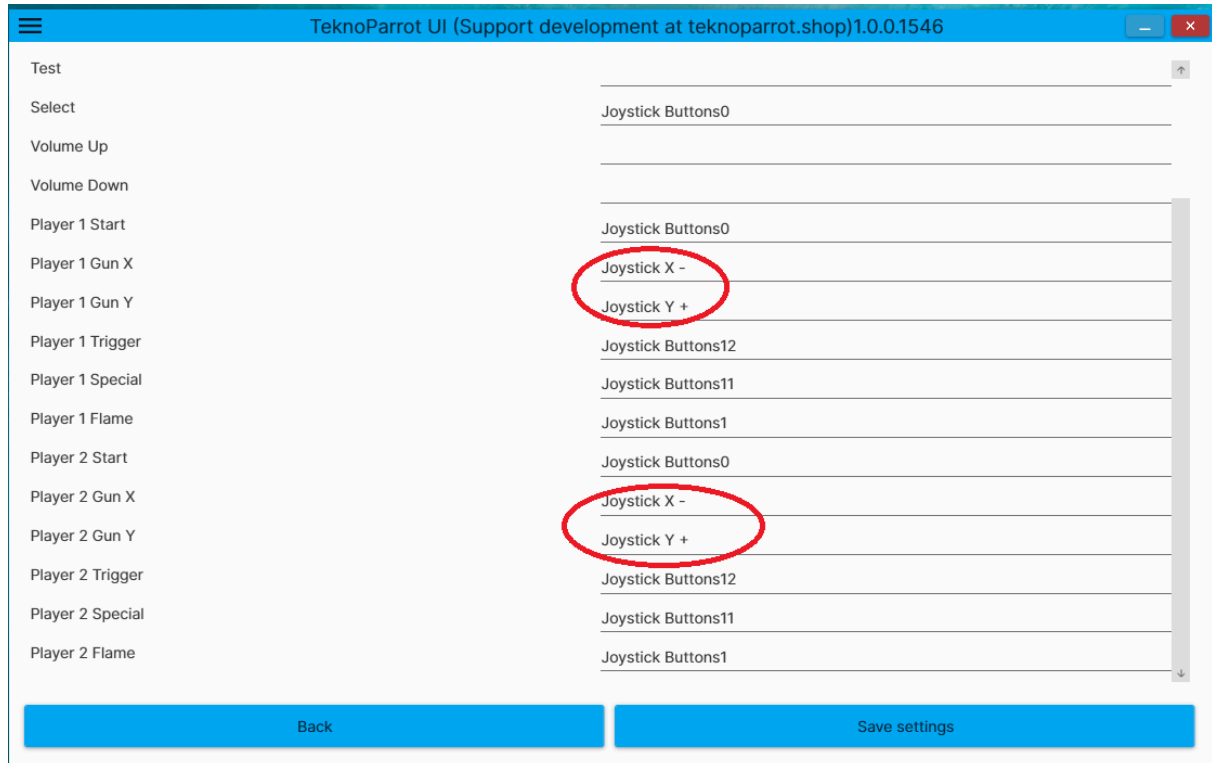 TeknoParrot UI (Support development at teknoparrot.shop)1.0.0.1546
Test
Select Joystick Buttons0
Volume Up
Volume Down
Player 1 Start Joystick Buttons0
Player 1 Gun X Joystick X -
Player 1 Gun Y Joystick Y +
Player 1 Trigger Joystick Buttons12
Player 1 Special Joystick Buttons11
Player 1 Flame Joystick Buttons1
Player 2 Start Joystick Buttons0
Player 2 Gun X Joystick X -
Player 2 Gun Y Joystick Y +
Player 2 Trigger Joystick Buttons12
Player 2 Special Joystick Buttons11
Player 2 Flame Joystick Buttons1
Back Save settings